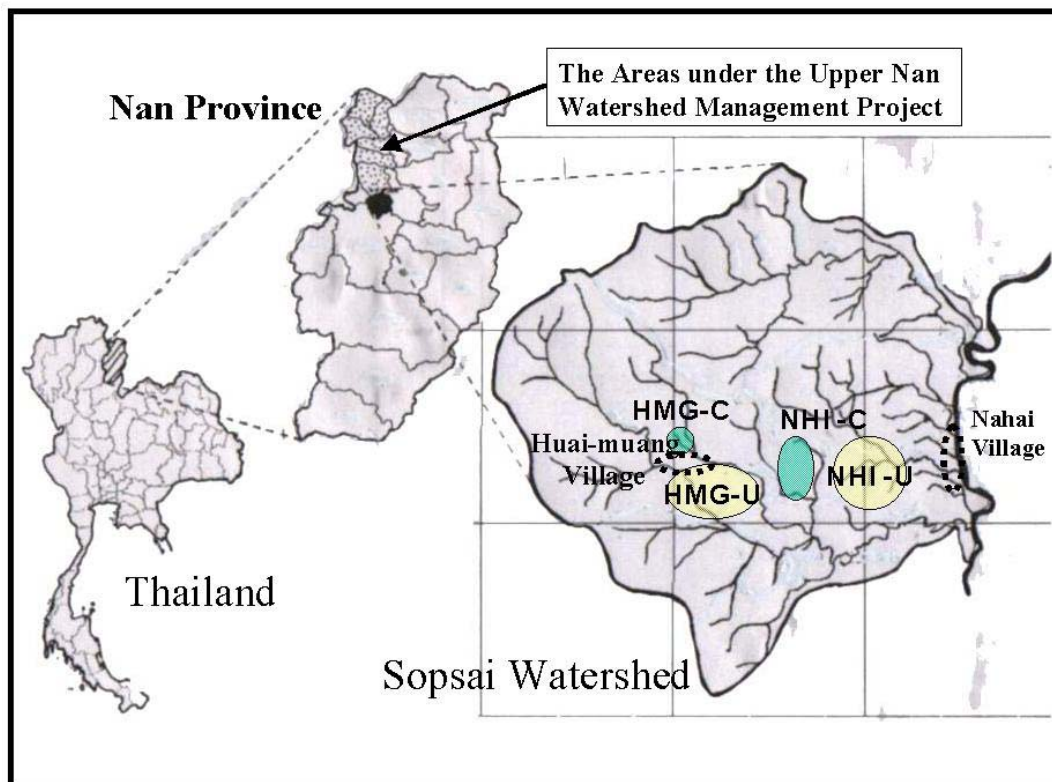 The Areas under the Upper Nan
Watershed Management Project
Nan Province
HMG-C
NHI -C
Nahai
Village
Huai-muang
Village
HMG-U
NHI -U
Thailand
Sopsai Watershed